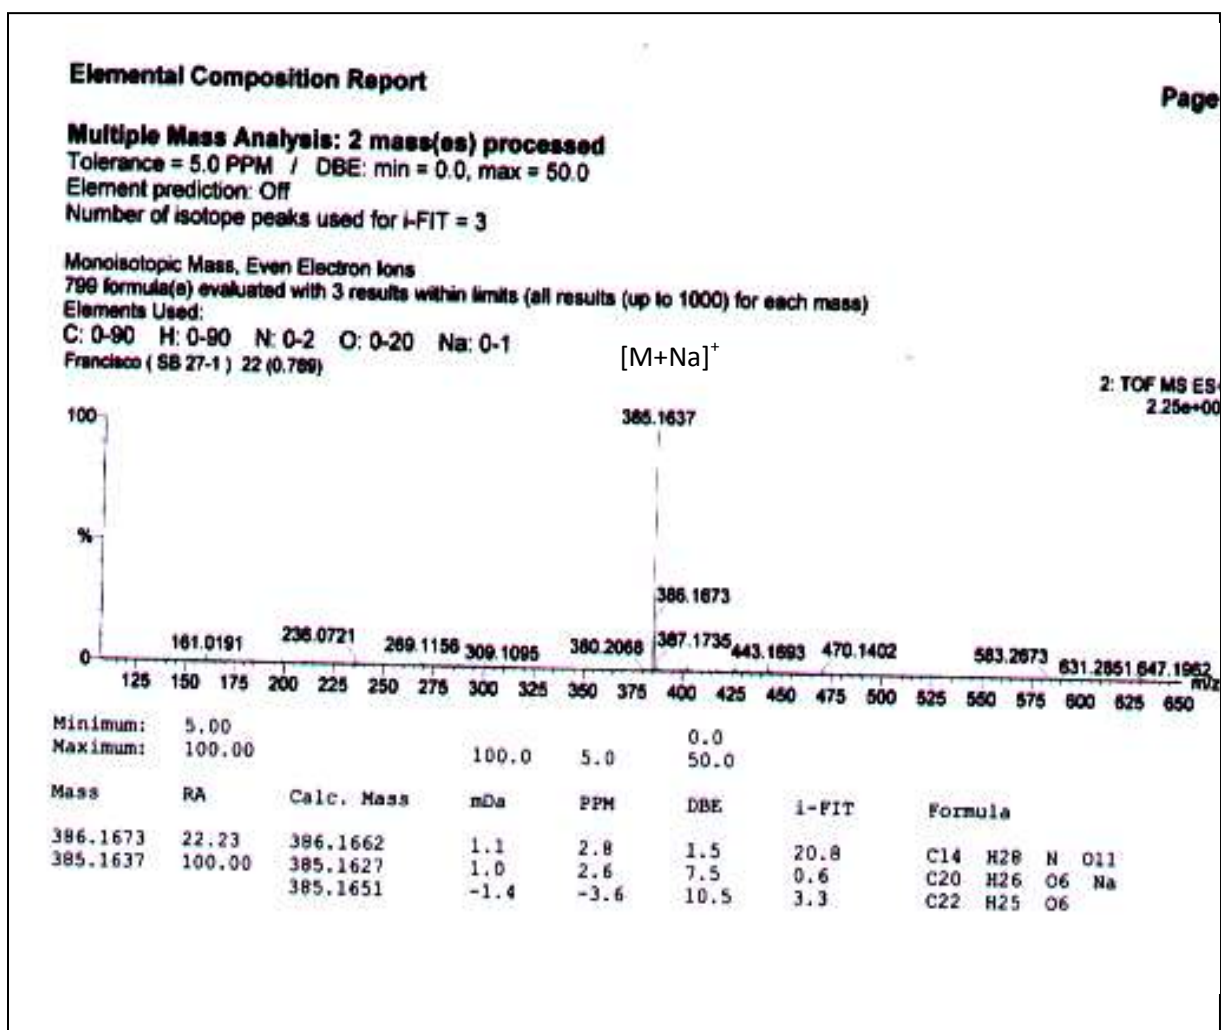 Elemental Composition Report
Page
Multiple Mass Analysis: 2 mass(es) processed
Tolerance = 5.0 PPM / DBE: min = 0.0, max = 50.0
Element prediction: Off
Number of isotope peaks used for i-FIT = 3
Monoisotopic Mass, Even Electron Ions
799 formula(e) evaluated with 3 results within limits (all results (up to 1000) for each mass)
Elements Used:
C: 0-90 H: 0-90 N: 0-2 O: 0-20 Na: 0-1
Francisco ( SB 27-1 ) 22 (0.789)
[M+Na]+
2: TOF MS ES+
2.25e+00
100
385.1637
%
386.1673
161.0191 236.0721 269.1156 309.1095 380.2068 387.1735 443.1693 470.1402 583.2673 631.2851 647.1962
0
m/z
125 150 175 200 225 250 275 300 325 350 375 400 425 450 475 500 525 550 575 600 625 650
Minimum: 5.00 0.0
Maximum: 100.00 100.0 5.0 50.0
Mass RA Calc. Mass mDa PPM DBE i-FIT Formula
386.1673 22.23 386.1662 1.1 2.8 1.5 20.8 C14 H28 N O11
385.1637 100.00 385.1627 1.0 2.6 7.5 0.6 C20 H26 O6 Na
385.1651 -1.4 -3.6 10.5 3.3 C22 H25 O6